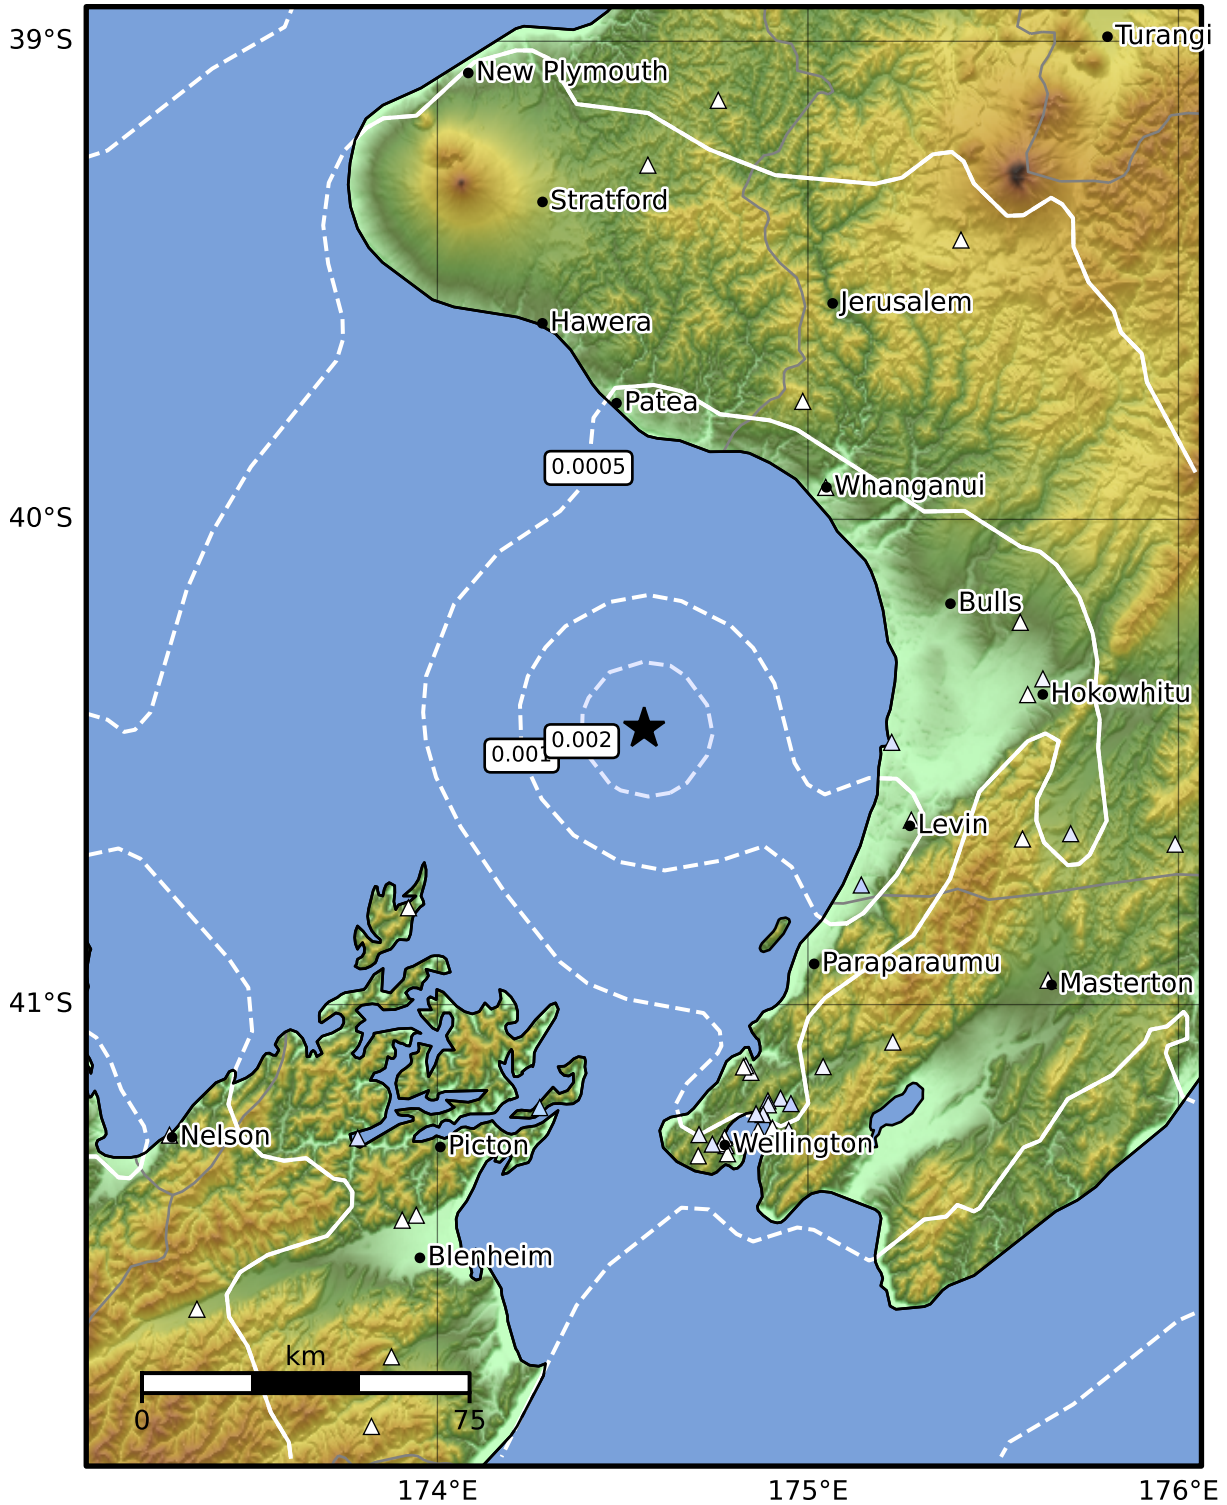 39°S
Turangi
New Plymouth
Stratford
Jerusalem
Hawera
Patea
0.0005
Whanganui
40°S
Bulls
Hokowhitu
0.002
0.001
Levin
Paraparaumu
Masterton
41°S
Nelson
Picton
Wellington
Blenheim
km
0 75
174°E 175°E 176°E